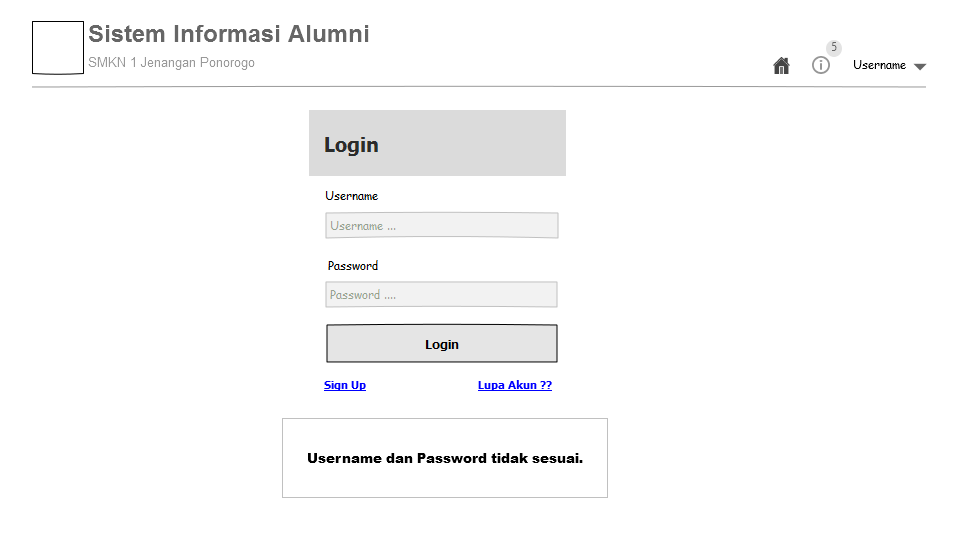 Sistem Informasi Alumni
SMKN 1 Jenangan Ponorogo
5
Username
Login
Username
Username ...
Password
Password ....
Login
Sign Up
Lupa Akun ??
Username dan Password tidak sesuai.